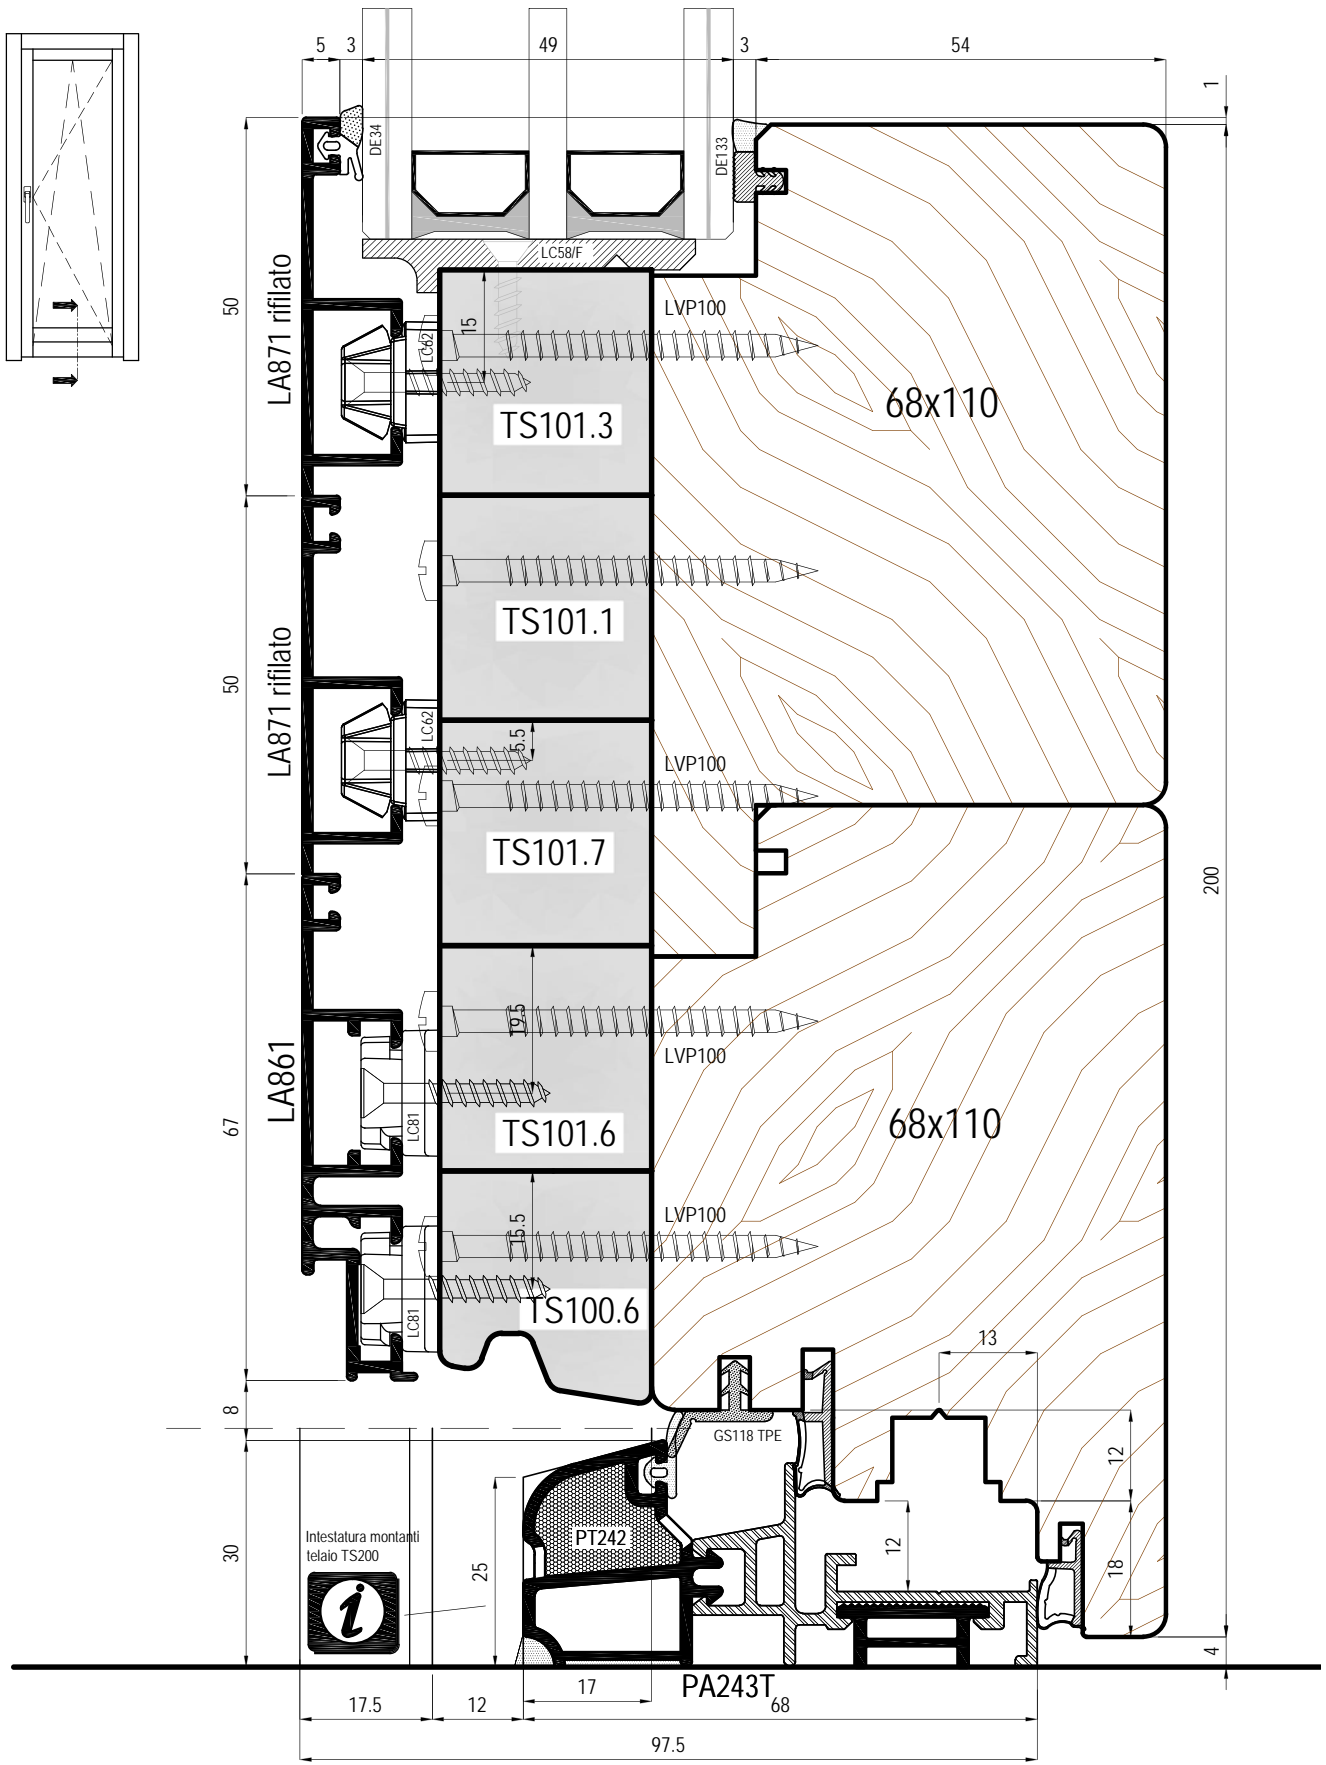 5
3
49
3
54
1
DE34
DE133
LC58/F
50
LA871 rifilato
LC62
15
LVP100
TS101.3
68x110
TS101.1
50
LA871 rifilato
LC62
5.5
LVP100
TS101.7
200
67
LA861
19.5
LVP100
LC81
TS101.6
68x110
15.5
LVP100
LC81
TS100.6
13
8
GS118 TPE
12
30
Intestatura montanti
telaio TS200
i
25
PT242
12
18
4
PA243T
17.5
12
17
68
97.5